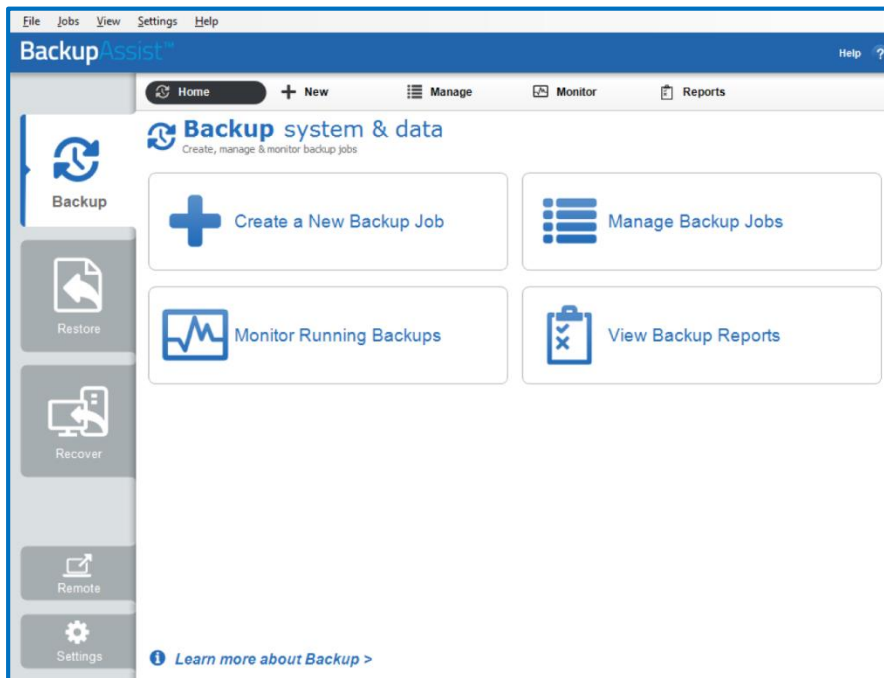 File Jobs View Settings Help
BackupAssist™
Help ?
Home New Manage Monitor Reports
Backup system & data
Create, manage & monitor backup jobs
Backup
Create a New Backup Job
Manage Backup Jobs
Restore
Monitor Running Backups
View Backup Reports
Recover
Remote
Settings
Learn more about Backup >